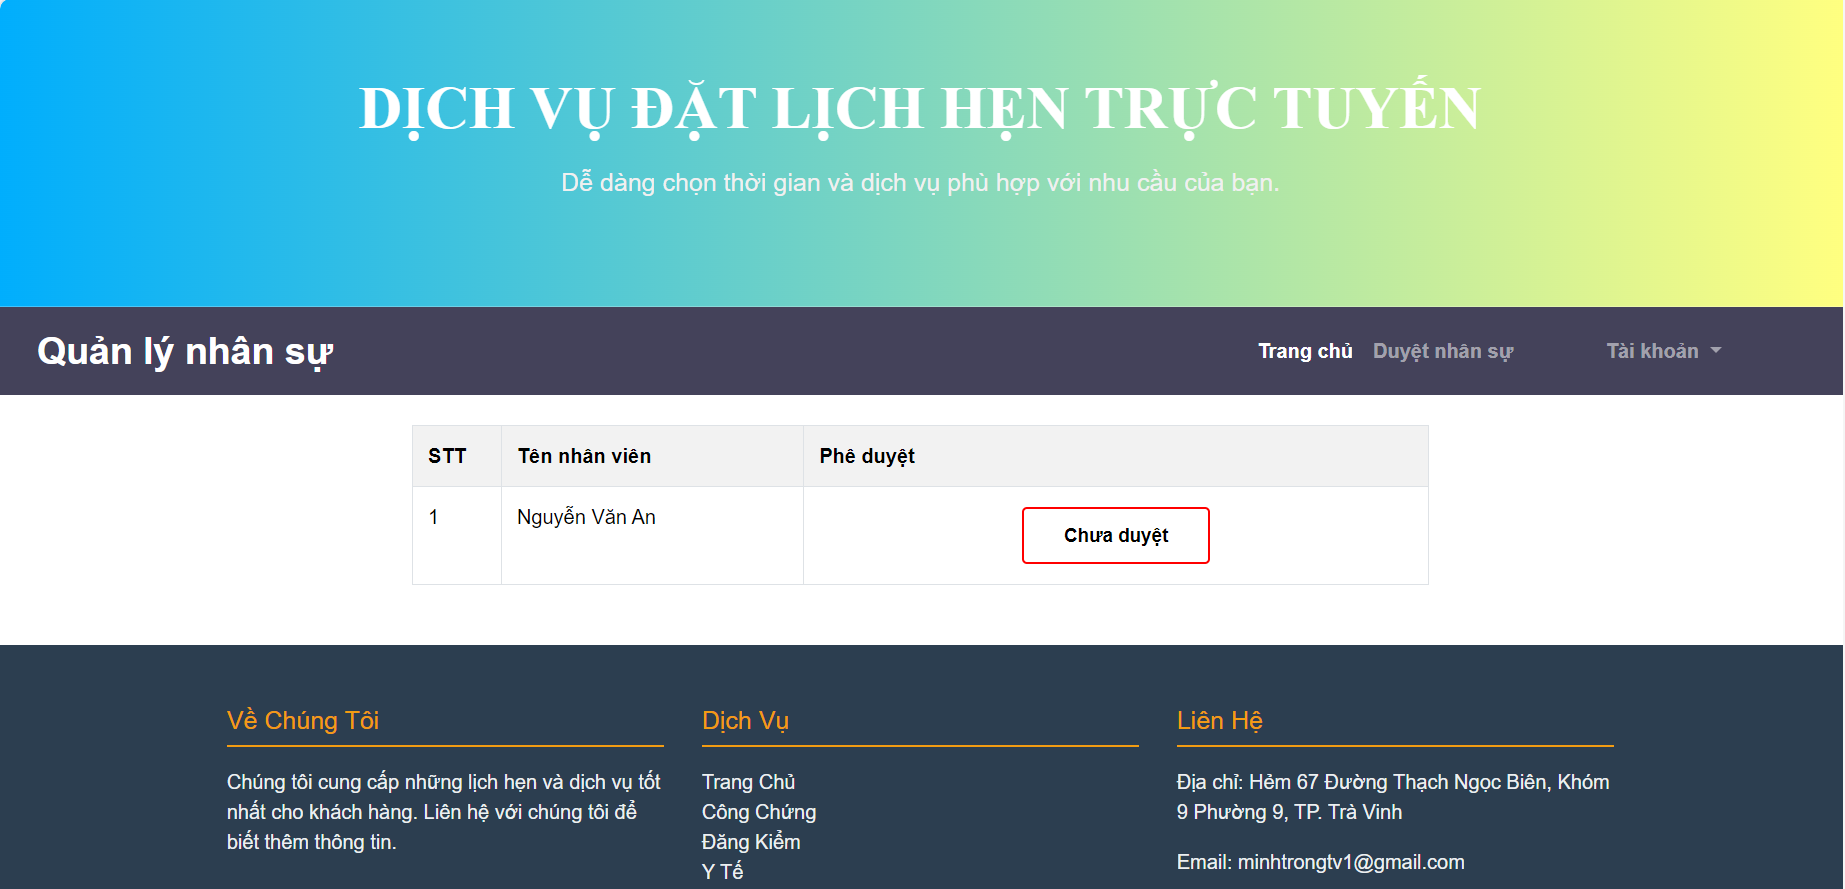 DỊCH VỤ ĐẶT LỊCH HẸN TRỰC TUYẾN
Dễ dàng chọn thời gian và dịch vụ phù hợp với nhu cầu của bạn.
Quản lý nhân sự
Trang chủ Duyệt nhân sự Tài khoản
STT Tên nhân viên Phê duyệt
1 Nguyễn Văn An Chưa duyệt
Về Chúng Tôi
Chúng tôi cung cấp những lịch hẹn và dịch vụ tốt
nhất cho khách hàng. Liên hệ với chúng tôi để
biết thêm thông tin.
Dịch Vụ
Trang Chủ
Công Chứng
Đăng Kiểm
Y Tế
Liên Hệ
Địa chỉ: Hẻm 67 Đường Thạch Ngọc Biên, Khóm
9 Phường 9, TP. Trà Vinh
Email: minhtrongtv1@gmail.com